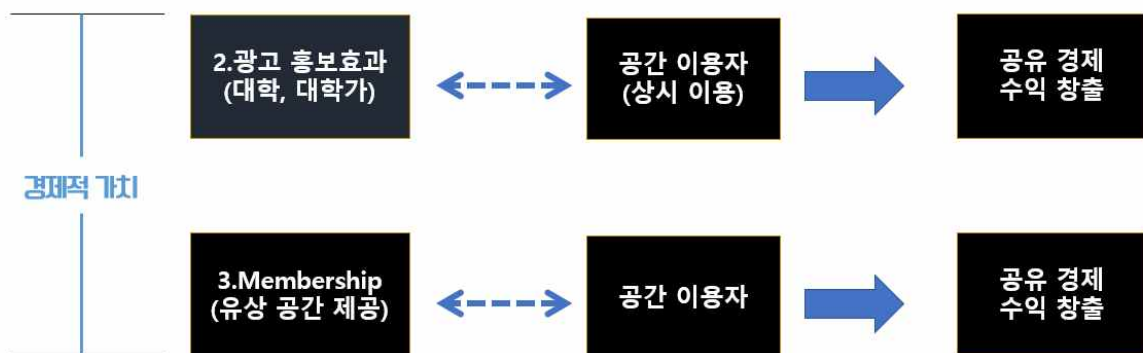 2.광고 홍보효과
(대학, 대학가)
공간 이용자
(상시 이용)
공유 경제
수익 창출
경제적 가치
3.Membership
(유상 공간 제공)
공간 이용자
공유 경제
수익 창출